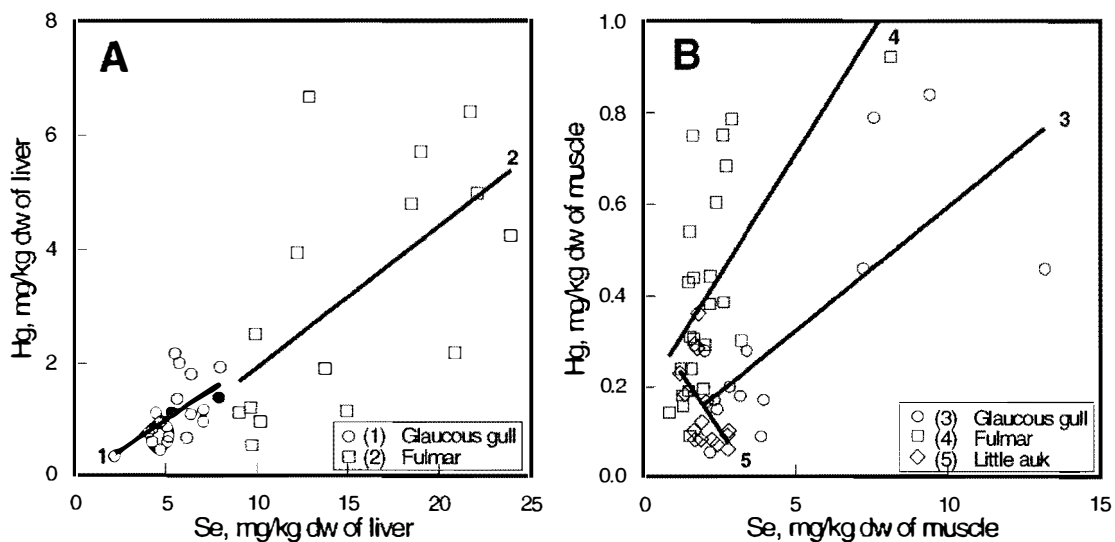 A
Hg, mg/kg dw of liver
8
6
4
2
0
0
5
10
15
20
25
Se, mg/kg dw of liver
1
2
(1) Glaucous gull
(2) Fulmar
B
Hg, mg/kg dw of muscle
1.0
0.8
0.6
0.4
0.2
0.0
0
5
10
15
Se, mg/kg dw of muscle
4
3
5
(3) Glaucous gull
(4) Fulmar
(5) Little auk